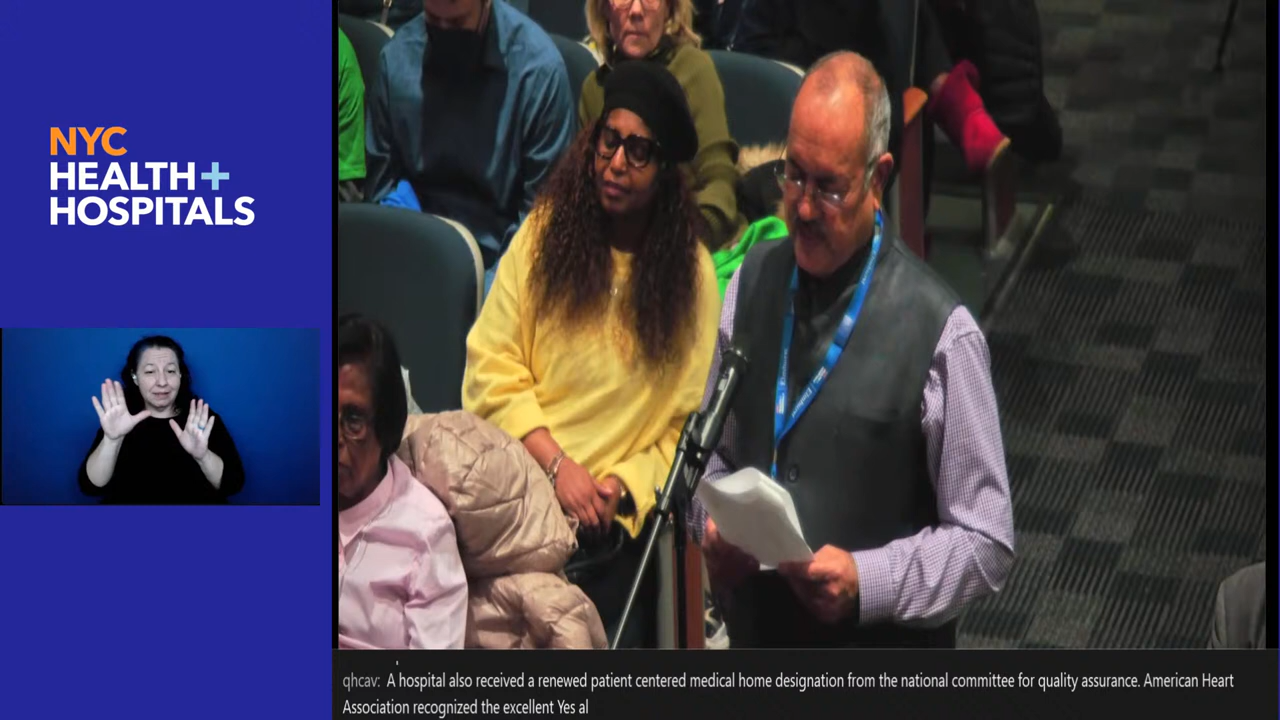 NYC
HEALTH+
HOSPITALS
qhcav: A hospital also received a renewed patient centered medical home designation from the national committee for quality assurance. American Heart
Association recognized the excellent Yes al